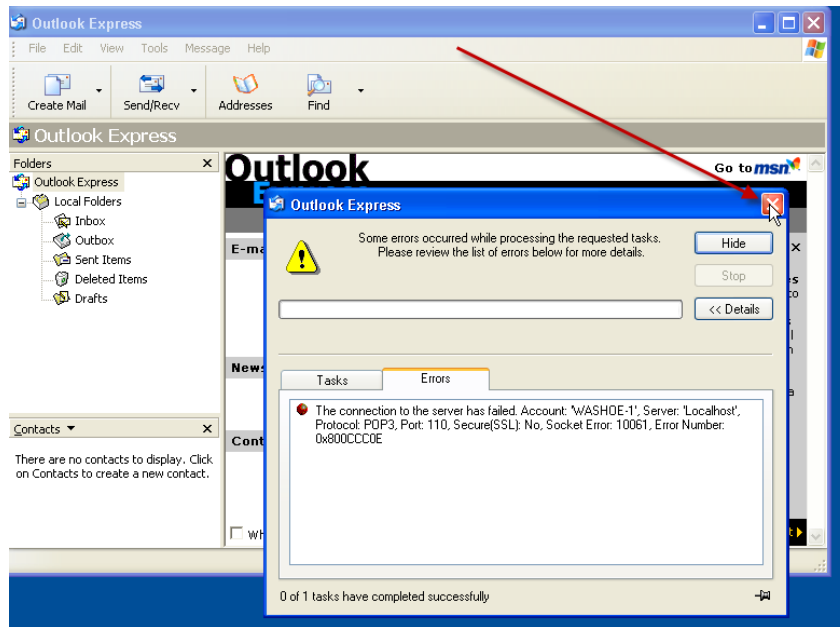 Outlook Express
File Edit View Tools Message Help
Create Mail Send/Recv Addresses Find
Outlook Express
Folders
Outlook Express
Local Folders
Inbox
Outbox
Sent Items
Deleted Items
Drafts
Contacts
There are no contacts to display. Click
on Contacts to create a new contact.
Outlook
Go to msn
Outlook Express
Some errors occurred while processing the requested tasks.
Please review the list of errors below for more details.
Hide
Stop
<< Details
Tasks Errors
The connection to the server has failed. Account: 'WASHOE-1', Server: 'Localhost',
Protocol: POP3, Port: 110, Secure(SSL): No, Socket Error: 10061, Error Number:
0x800CCC0E
0 of 1 tasks have completed successfully